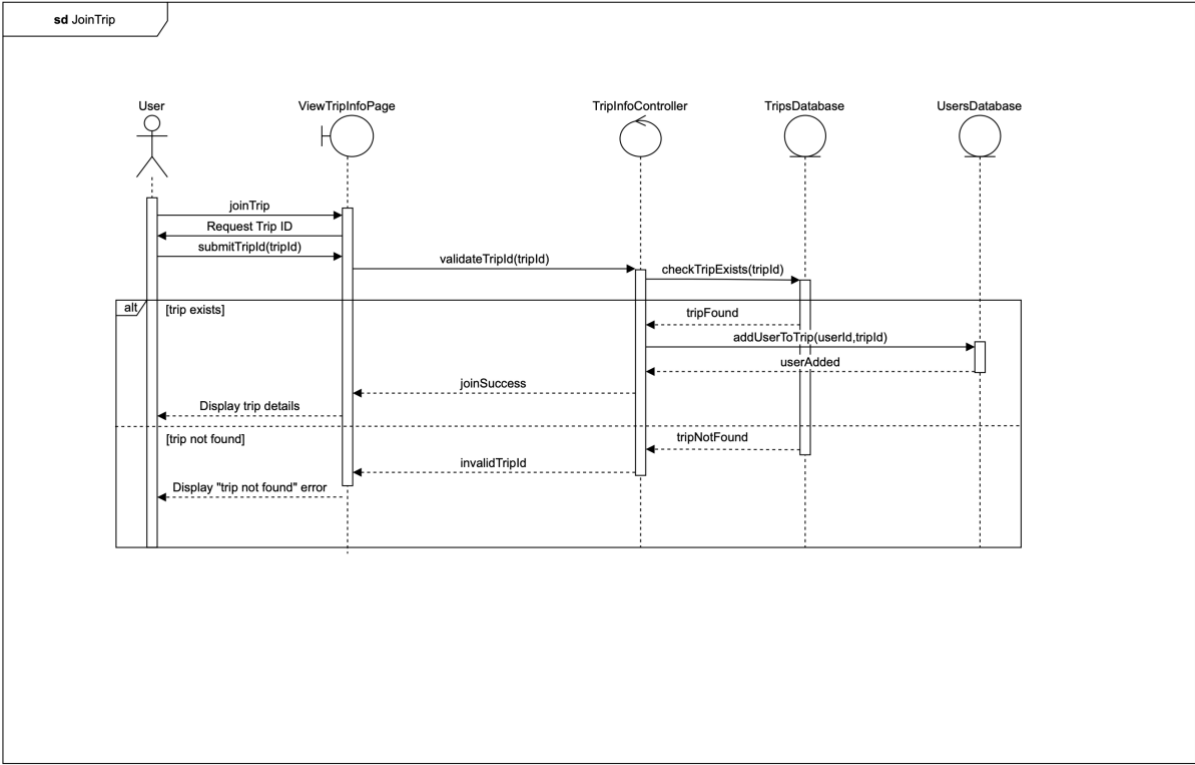 sd JoinTrip
User
ViewTripInfoPage
TripInfoController
TripsDatabase
UsersDatabase
joinTrip
Request Trip ID
submitTripId(tripId)
validateTripId(tripId)
checkTripExists(tripId)
alt
[trip exists]
tripFound
addUserToTrip(userId,tripId)
userAdded
joinSuccess
Display trip details
[trip not found]
tripNotFound
invalidTripId
Display "trip not found" error